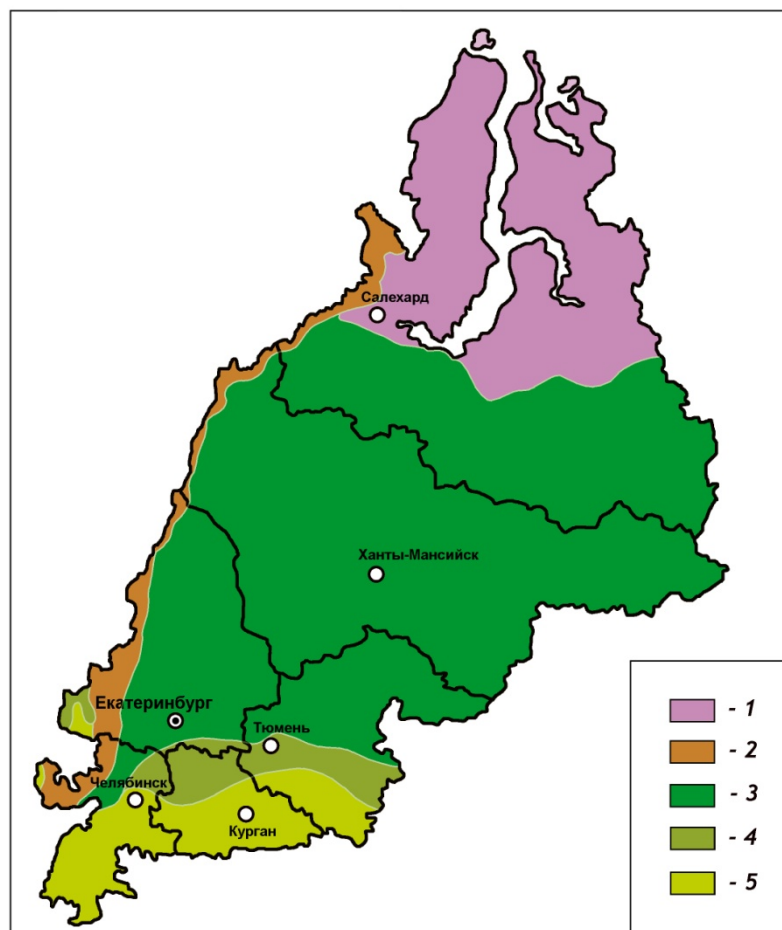 Салехард
Ханты-Мансийск
Екатеринбург
Тюмень
Челябинск
Курган
- 1
- 2
- 3
- 4
- 5